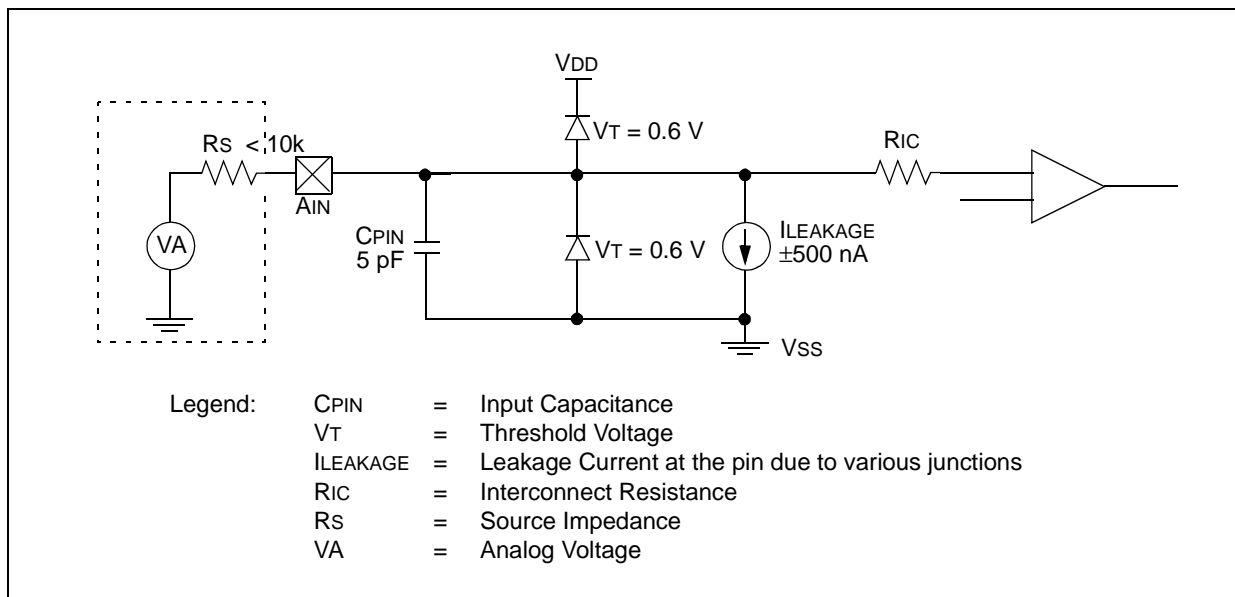 VDD
VT = 0.6 V
RS < 10k
RIC
AIN
VA
CPIN
5 pF
VT = 0.6 V
ILEAKAGE
±500 nA
VSS
Legend: CPIN = Input Capacitance
VT = Threshold Voltage
ILEAKAGE = Leakage Current at the pin due to various junctions
RIC = Interconnect Resistance
RS = Source Impedance
VA = Analog Voltage